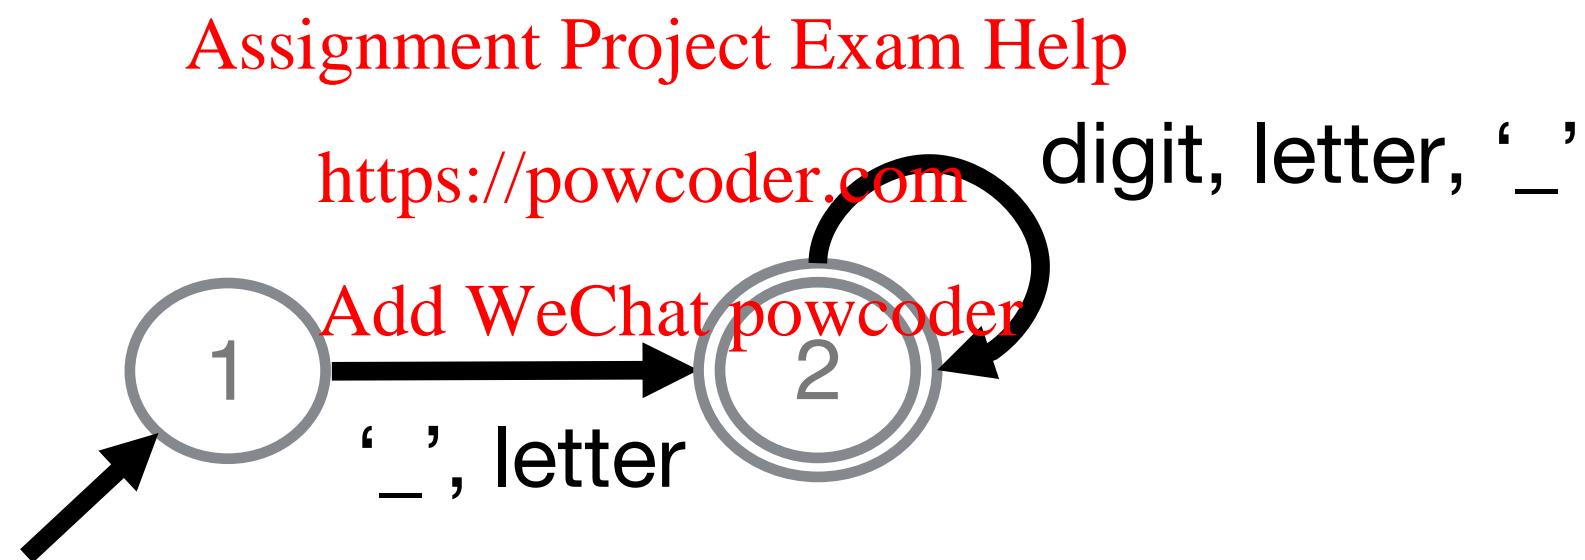 Assignment Project Exam Help
digit, letter, ‘_’
https://powcoder.com
Add WeChat powcoder
1
2
‘_’, letter